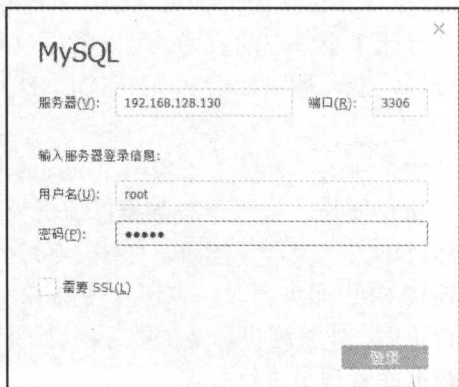 MySQL
服务器(V): 192.168.128.130 端口(R): 3306
输入服务器登录信息:
用户名(U): root
密码(P): •••••
需要 SSL(L)
登录